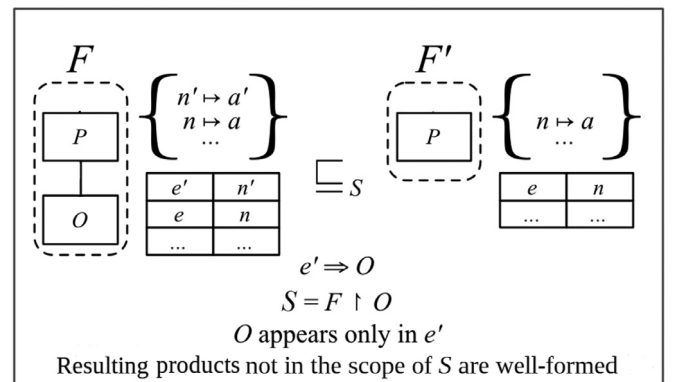 F
F′
n′ ↦ a′
n ↦ a
...
n ↦ a
...
P
O
P
e′ n′
e n
... ...
⊑S
e n
... ...
e′ ⇒ O
S = F ↾ O
O appears only in e′
Resulting products not in the scope of S are well-formed